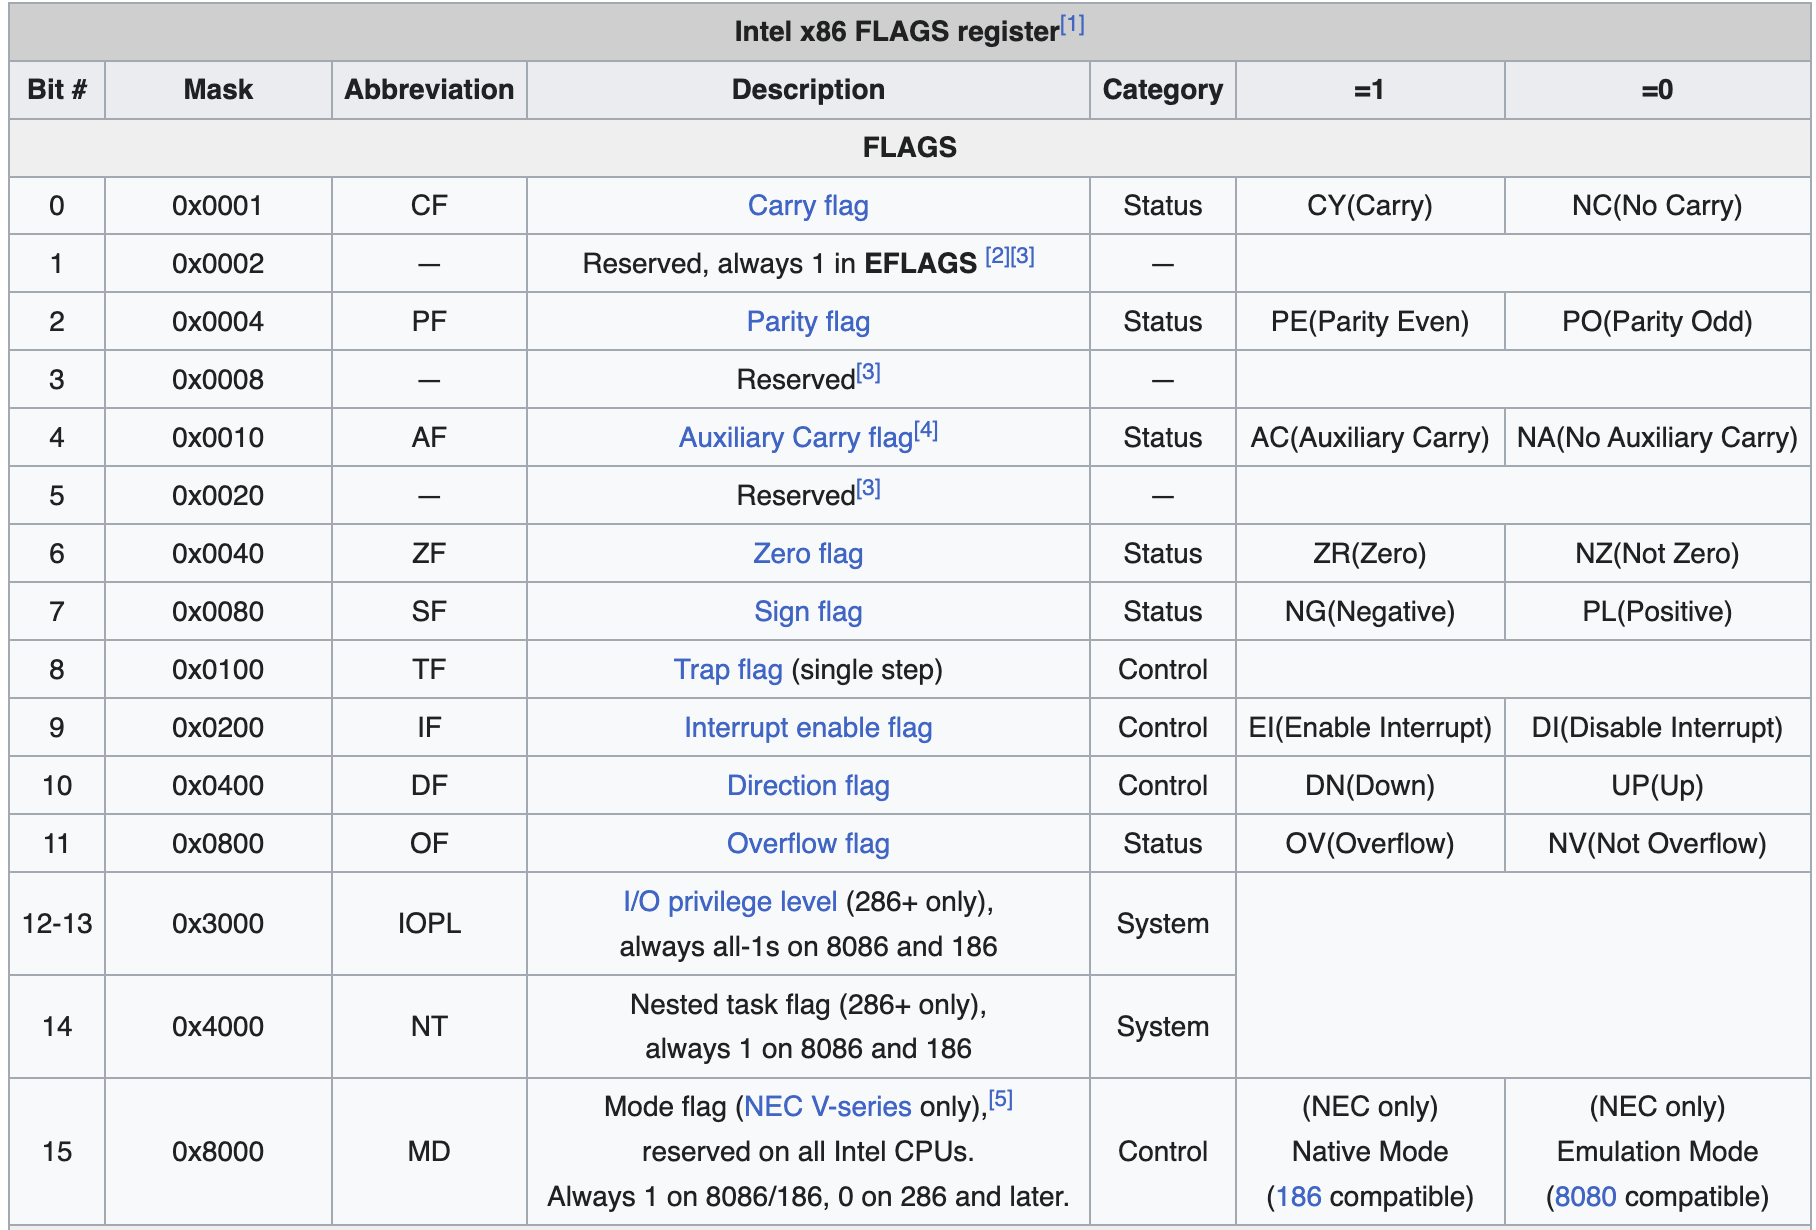 Intel x86 FLAGS register[1]
Bit # Mask Abbreviation Description Category =1 =0
FLAGS
0 0x0001 CF Carry flag Status CY(Carry) NC(No Carry)
1 0x0002 — Reserved, always 1 in EFLAGS [2][3] —
2 0x0004 PF Parity flag Status PE(Parity Even) PO(Parity Odd)
3 0x0008 — Reserved[3] —
4 0x0010 AF Auxiliary Carry flag[4] Status AC(Auxiliary Carry) NA(No Auxiliary Carry)
5 0x0020 — Reserved[3] —
6 0x0040 ZF Zero flag Status ZR(Zero) NZ(Not Zero)
7 0x0080 SF Sign flag Status NG(Negative) PL(Positive)
8 0x0100 TF Trap flag (single step) Control
9 0x0200 IF Interrupt enable flag Control EI(Enable Interrupt) DI(Disable Interrupt)
10 0x0400 DF Direction flag Control DN(Down) UP(Up)
11 0x0800 OF Overflow flag Status OV(Overflow) NV(Not Overflow)
12-13 0x3000 IOPL I/O privilege level (286+ only),
always all-1s on 8086 and 186 System
14 0x4000 NT Nested task flag (286+ only),
always 1 on 8086 and 186 System
15 0x8000 MD Mode flag (NEC V-series only),[5]
reserved on all Intel CPUs.
Always 1 on 8086/186, 0 on 286 and later. Control
(NEC only)
Native Mode
(186 compatible)
(NEC only)
Emulation Mode
(8080 compatible)